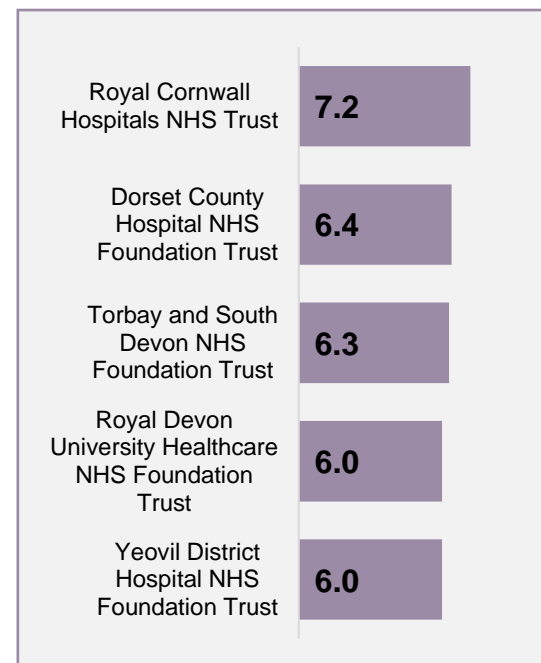 Royal Cornwall
Hospitals NHS Trust
7.2
Dorset County
Hospital NHS
Foundation Trust
6.4
Torbay and South
Devon NHS
Foundation Trust
6.3
Royal Devon
University Healthcare
NHS Foundation
Trust
6.0
Yeovil District
Hospital NHS
Foundation Trust
6.0